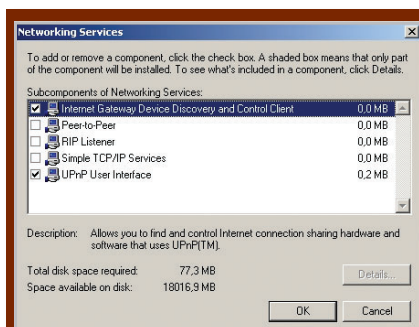 Networking Services
To add or remove a component, click the check box. A shaded box means that only part
of the component will be installed. To see what's included in a component, click Details.
Subcomponents of Networking Services:
Internet Gateway Device Discovery and Control Client 0,0 MB
Peer-to-Peer 0,0 MB
RIP Listener 0,0 MB
Simple TCP/IP Services 0,0 MB
UPnP User Interface 0,2 MB
Description: Allows you to find and control Internet connection sharing hardware and
software that uses UPnP(TM).
Total disk space required: 77,3 MB
Space available on disk: 18016,9 MB
Details...
OK Cancel